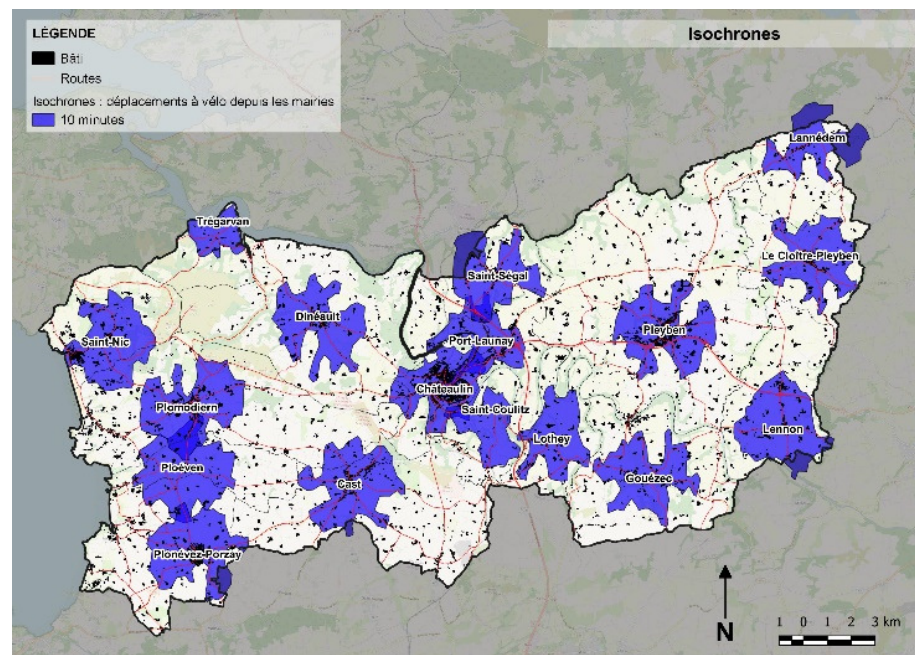 LÉGENDE
Bâti
Routes
Isochrones : déplacements à vélo depuis les mairies
10 minutes
Isochrones
Lannédern
Trégarvan
Le Cloître-Pleyben
Saint-Ségal
Dinéault
Pleyben
Saint-Nic
Port-Launay
Châteaulin
Plomodiern
Saint-Coulitz
Lennon
Lothey
Ploéven
Gouézec
Cast
Plonévez-Porzay
N
1 0 1 2 3 km